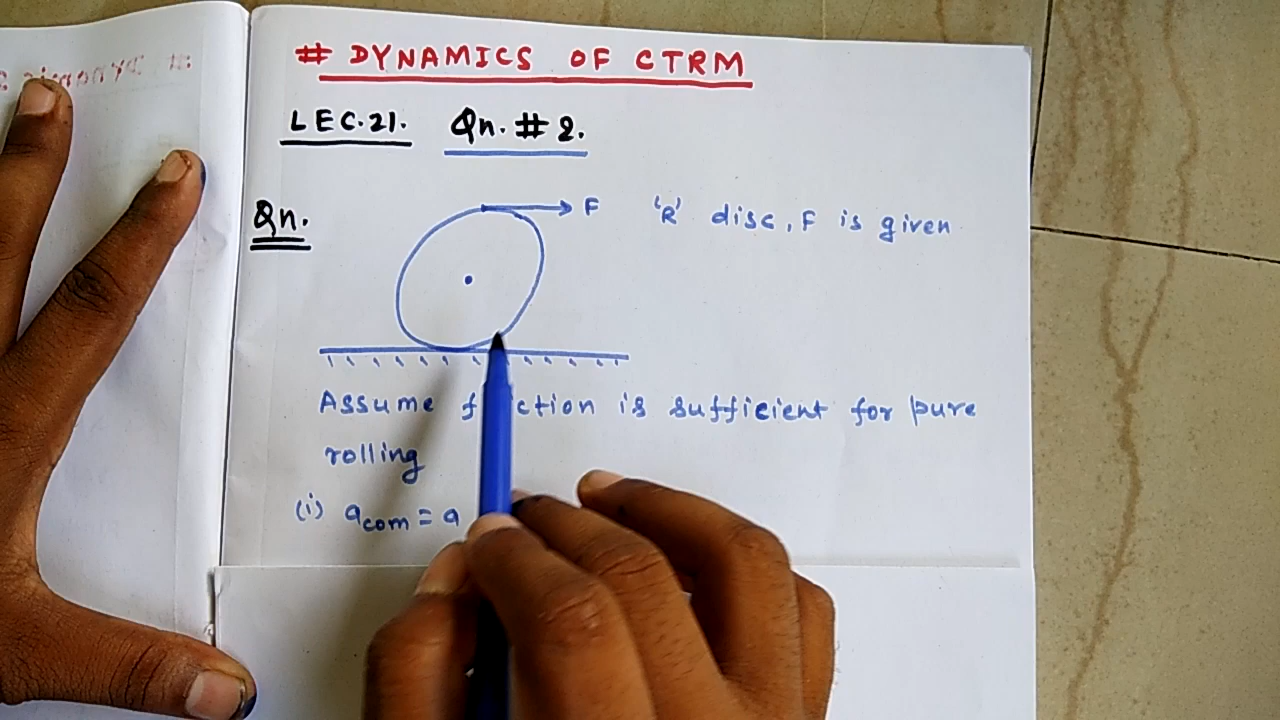 # DYNAMICS OF CTRM
LEC.21. Qn. # 2.
Qn.
F 'R' disc, F is given
Assume ction is sufficient for pure
rolling
(i) acom = a